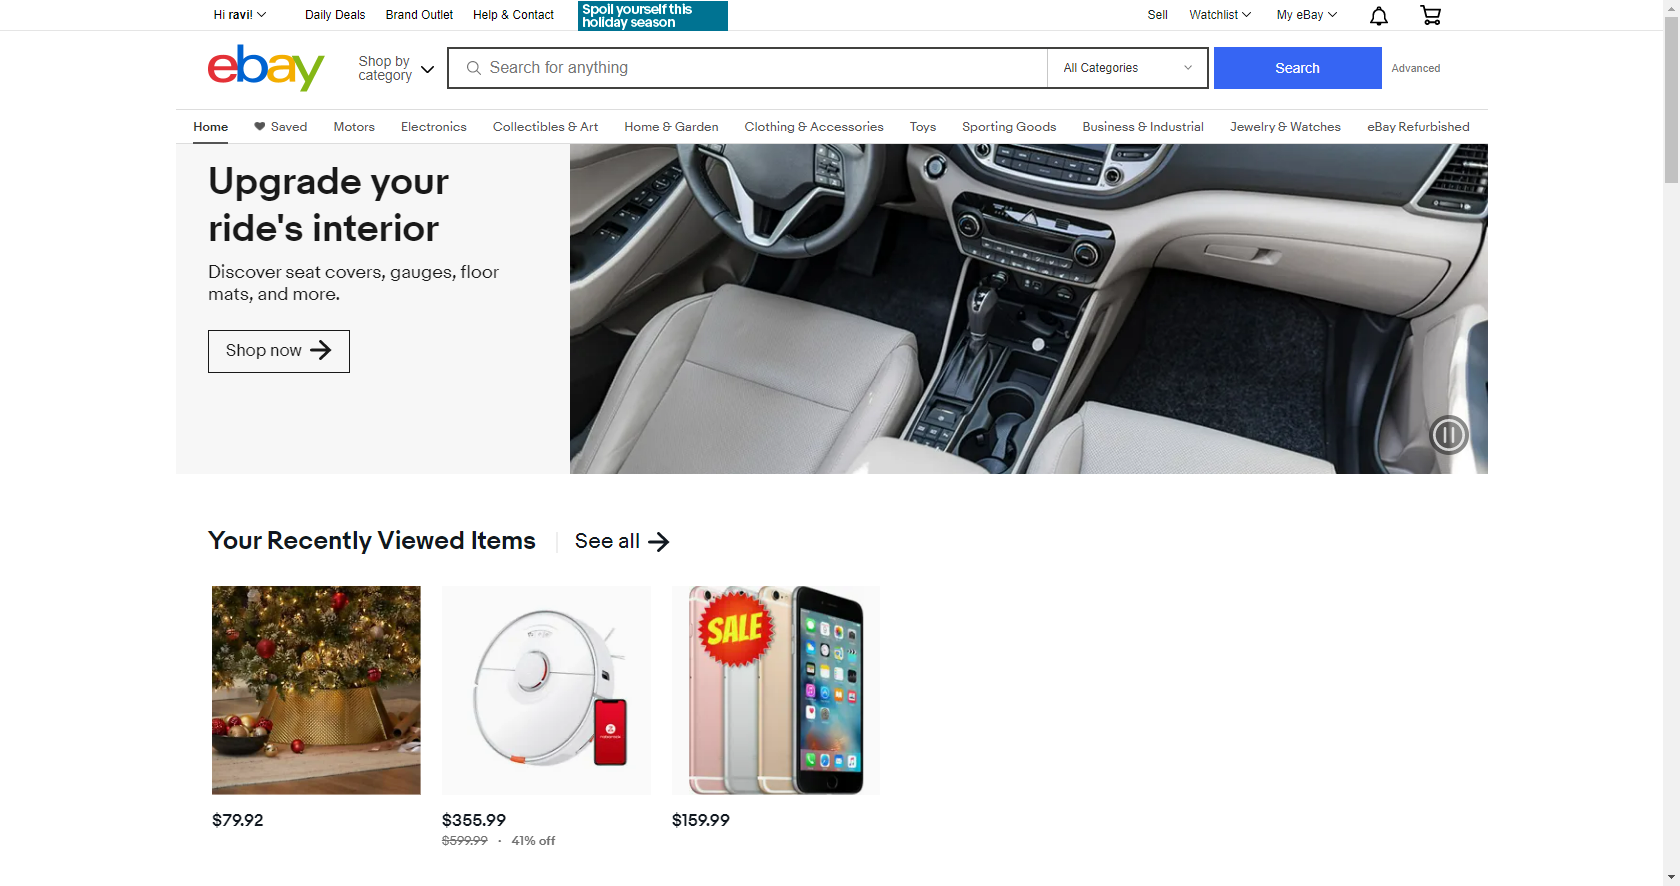 Hi ravi!
Daily Deals
Brand Outlet
Help & Contact
Spoil yourself this
holiday season
Sell
Watchlist
My eBay
ebay
Shop by
category
Search for anything
All Categories
Search
Advanced
Home
Saved
Motors
Electronics
Collectibles & Art
Home & Garden
Clothing & Accessories
Toys
Sporting Goods
Business & Industrial
Jewelry & Watches
eBay Refurbished
Upgrade your
ride's interior
Discover seat covers, gauges, floor
mats, and more.
Shop now
Your Recently Viewed Items
See all
SALE
$79.92
$355.99
$599.99 · 41% off
$159.99